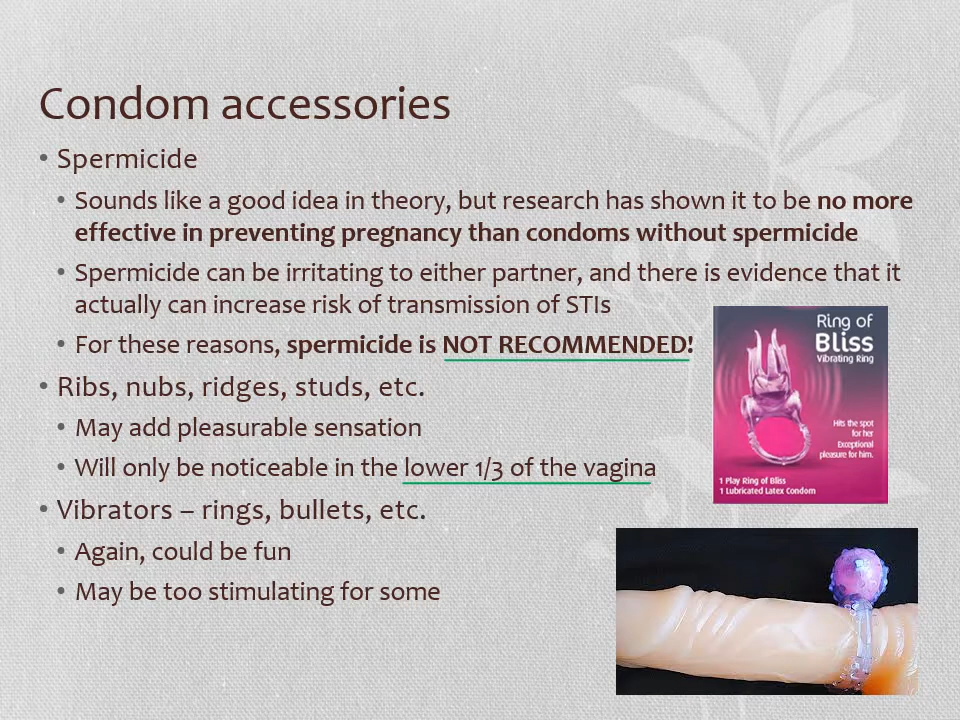 Condom accessories
• Spermicide
• Sounds like a good idea in theory, but research has shown it to be no more
effective in preventing pregnancy than condoms without spermicide
• Spermicide can be irritating to either partner, and there is evidence that it
actually can increase risk of transmission of STIs
• For these reasons, spermicide is NOT RECOMMENDED!
• Ribs, nubs, ridges, studs, etc.
• May add pleasurable sensation
• Will only be noticeable in the lower 1/3 of the vagina
• Vibrators – rings, bullets, etc.
• Again, could be fun
• May be too stimulating for some
Ring of
Bliss
Vibrating Ring
Hits the spot
for her
Exceptional
pleasure for him.
1 Play Ring of Bliss
1 Lubricated Latex Condom